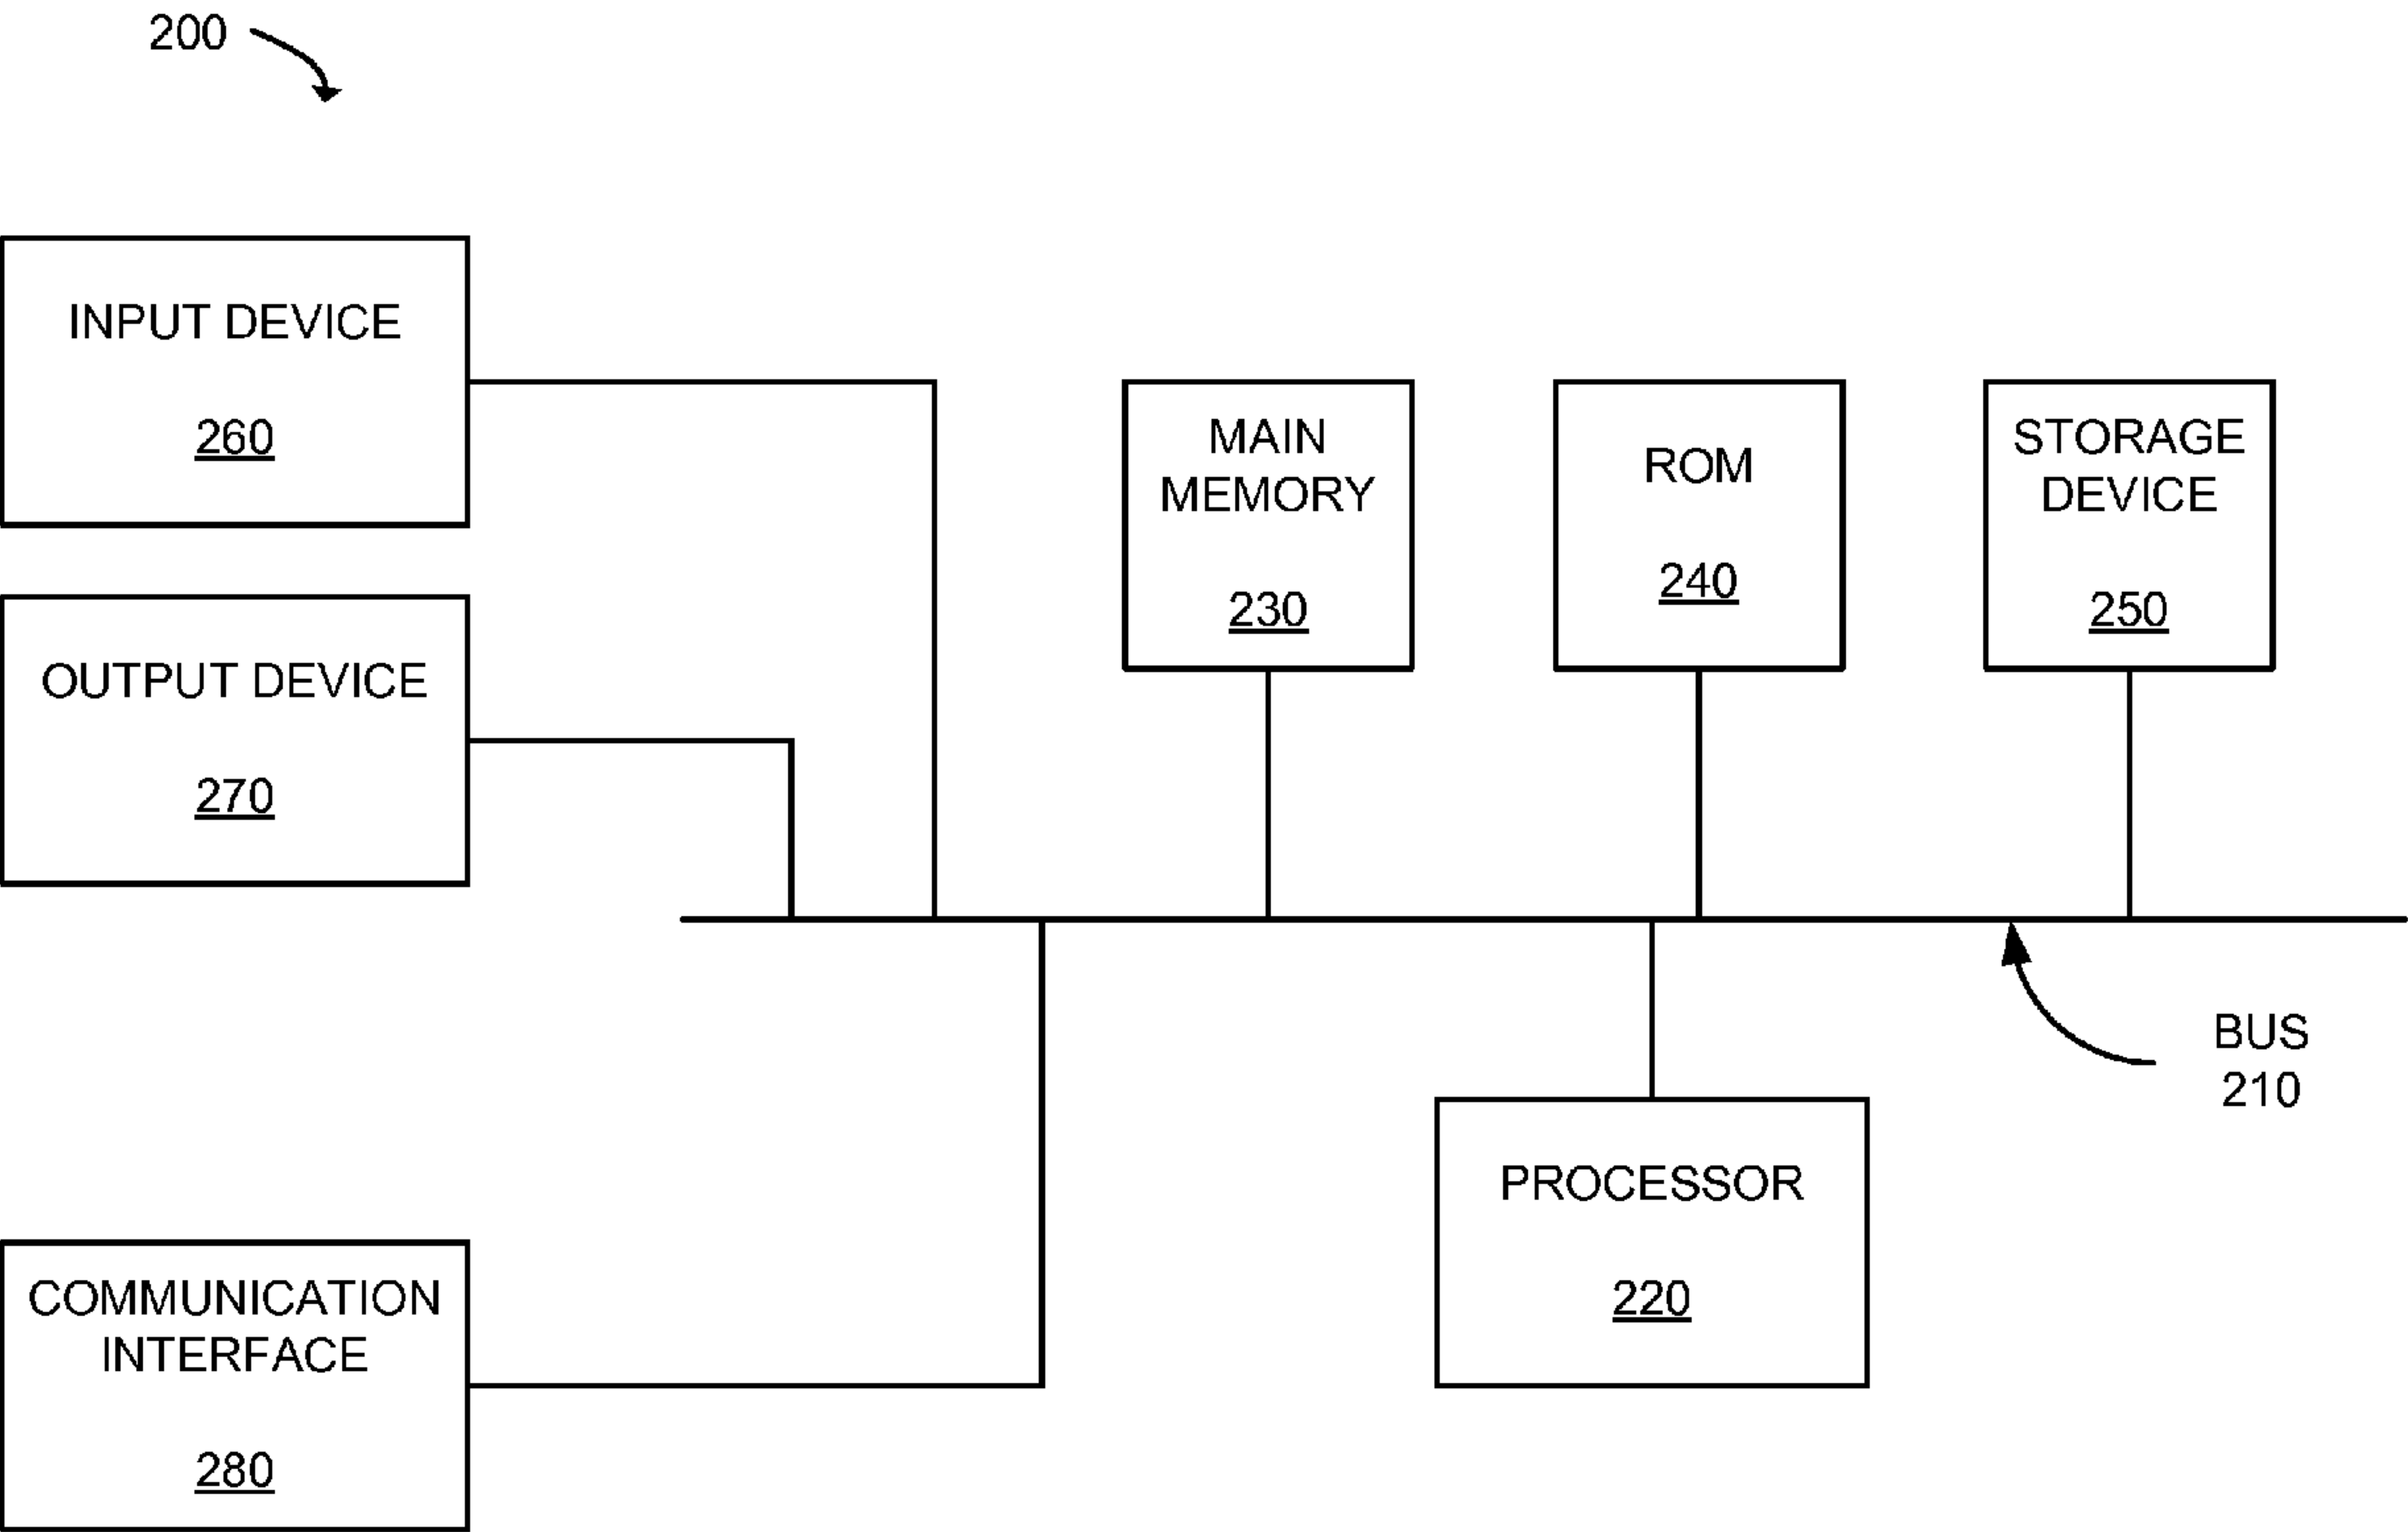 200
INPUT DEVICE
260
OUTPUT DEVICE
270
COMMUNICATION
INTERFACE
280
MAIN
MEMORY
230
ROM
240
STORAGE
DEVICE
250
PROCESSOR
220
BUS
210